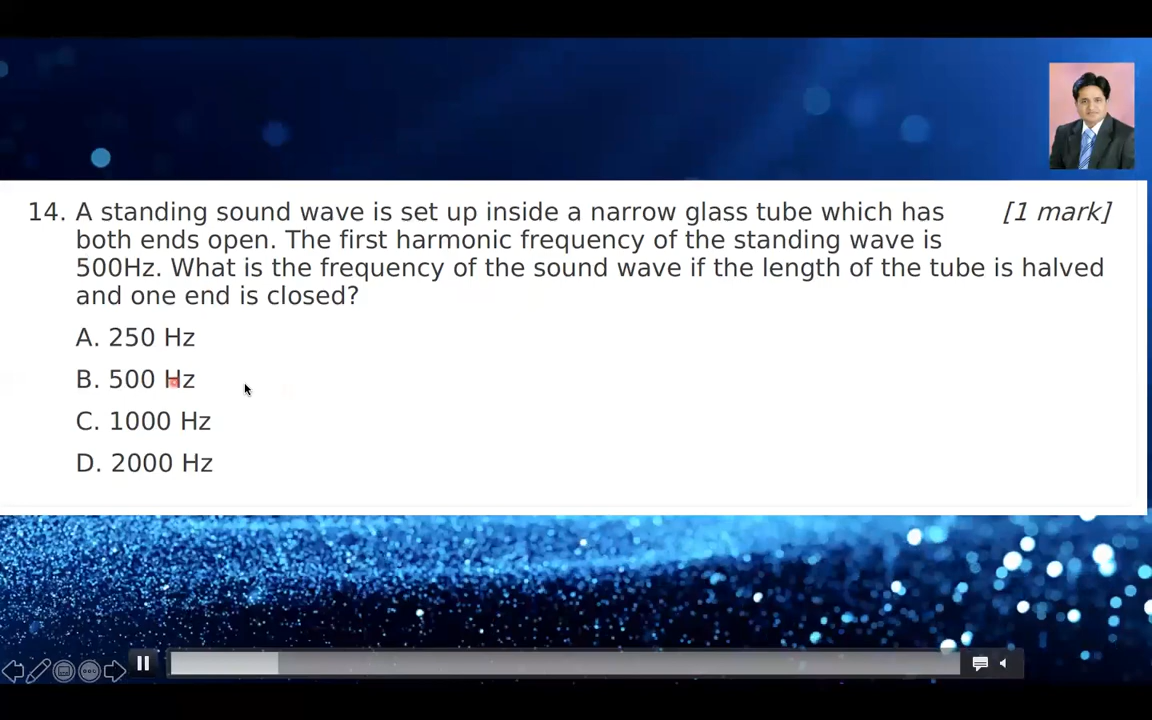 14. A standing sound wave is set up inside a narrow glass tube which has [1 mark]
both ends open. The first harmonic frequency of the standing wave is
500Hz. What is the frequency of the sound wave if the length of the tube is halved
and one end is closed?
A. 250 Hz
B. 500 Hz
C. 1000 Hz
D. 2000 Hz